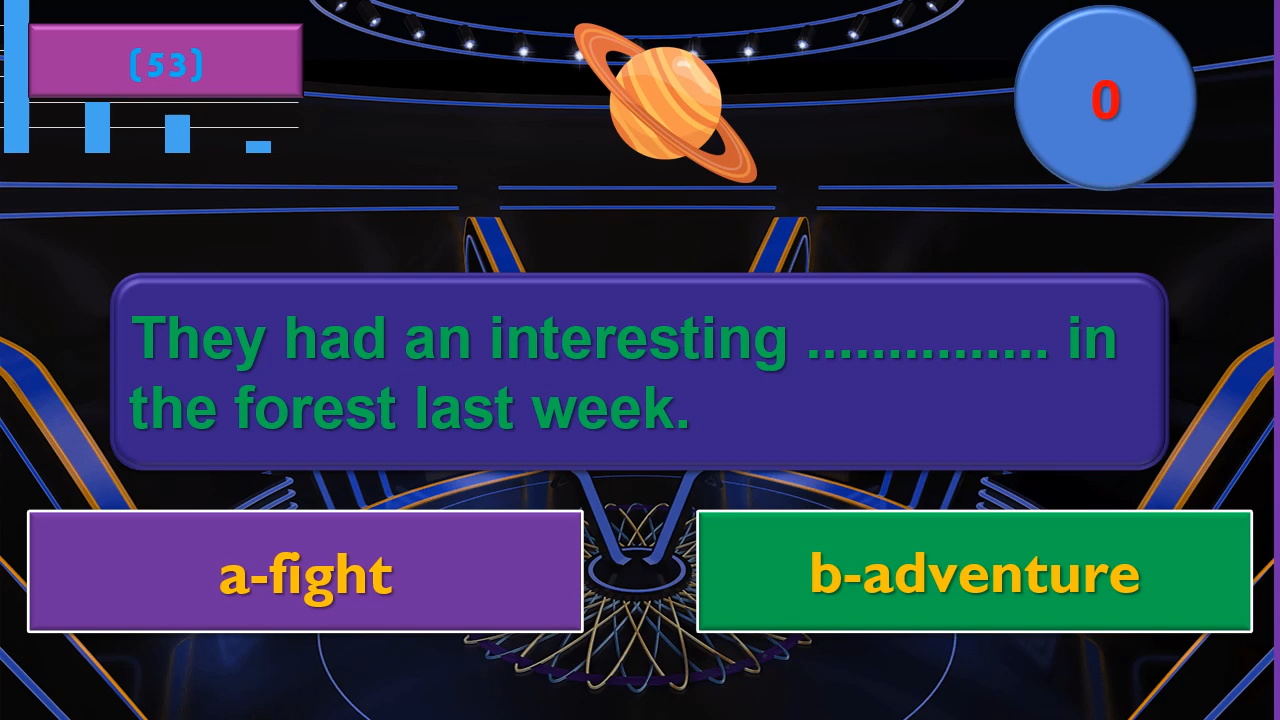 (53)
0
They had an interesting ............... in
the forest last week.
a-fight
b-adventure